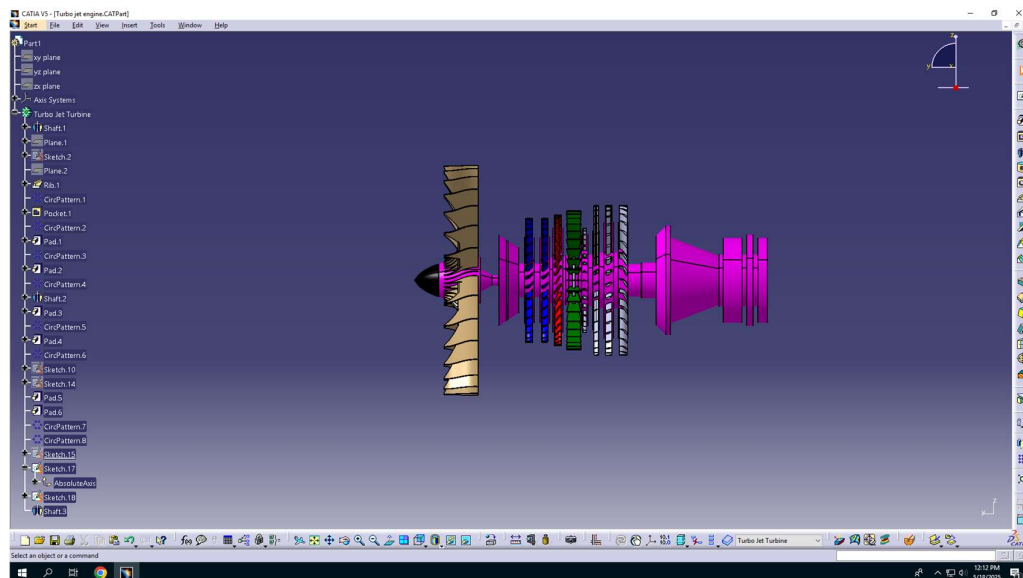 CATIA V5 - [Turbo jet engine.CATPart]
Start File Edit View Insert Tools Window Help
Part1
xy plane
yz plane
zx plane
Axis Systems
Turbo Jet Turbine
Shaft.1
Plane.1
Sketch.2
Plane.2
Rib.1
CircPattern.1
Pocket.1
CircPattern.2
Pad.1
CircPattern.3
Pad.2
CircPattern.4
Shaft.2
Pad.3
CircPattern.5
Pad.4
CircPattern.6
Sketch.10
Sketch.14
Pad.5
Pad.6
CircPattern.7
CircPattern.8
Sketch.15
Sketch.17
AbsoluteAxis
Sketch.18
Shaft.3
z
y x
z
x
Turbo Jet Turbine
Select an object or a command
12:12 PM
5/18/2025